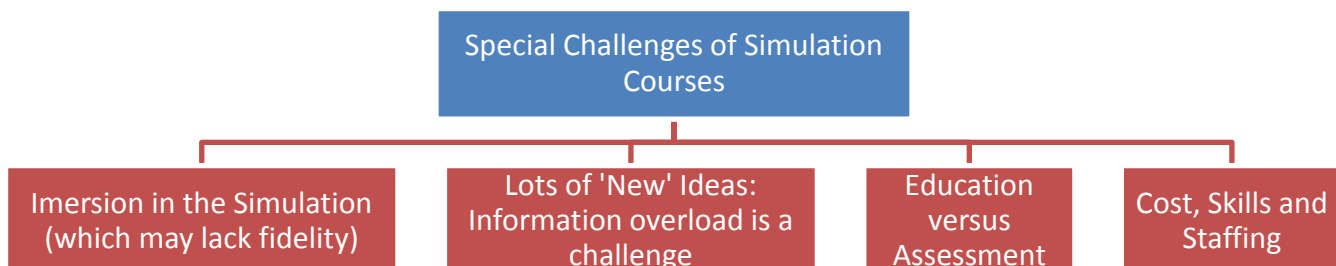 Special Challenges of Simulation
Courses
Imersion in the Simulation
(which may lack fidelity)
Lots of 'New' Ideas:
Information overload is a
challenge
Education
versus
Assessment
Cost, Skills and
Staffing